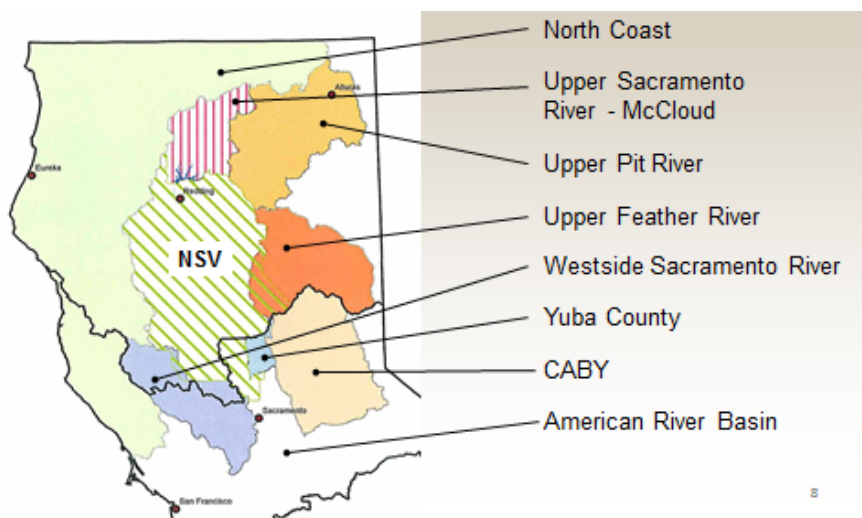 North Coast
Upper Sacramento
River - McCloud
Upper Pit River
Upper Feather River
Westside Sacramento River
Yuba County
CABY
American River Basin
Alturas
Eureka
Redding
NSV
Sacramento
San Francisco
8